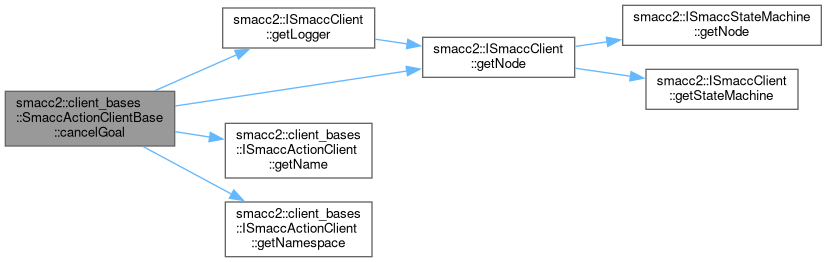 smacc2::client_bases
::SmaccActionClientBase
::cancelGoal
smacc2::ISmaccClient
::getLogger
smacc2::ISmaccClient
::getNode
smacc2::ISmaccStateMachine
::getNode
smacc2::ISmaccClient
::getStateMachine
smacc2::client_bases
::ISmaccActionClient
::getName
smacc2::client_bases
::ISmaccActionClient
::getNamespace